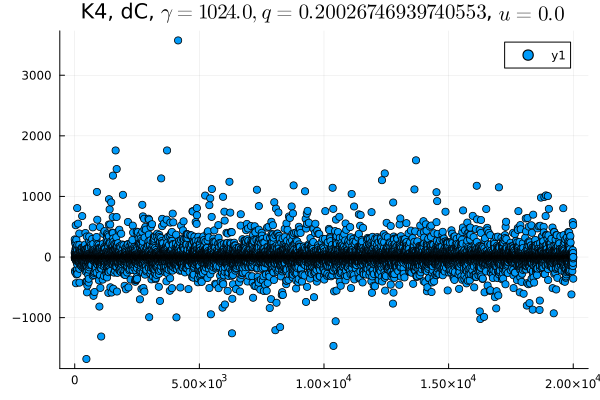 K4, dC, γ = 1024.0, q = 0.20026746939740553, u = 0.0
y1
3000
2000
1000
0
−1000
0 5.00×10³ 1.00×10⁴ 1.50×10⁴ 2.00×10⁴